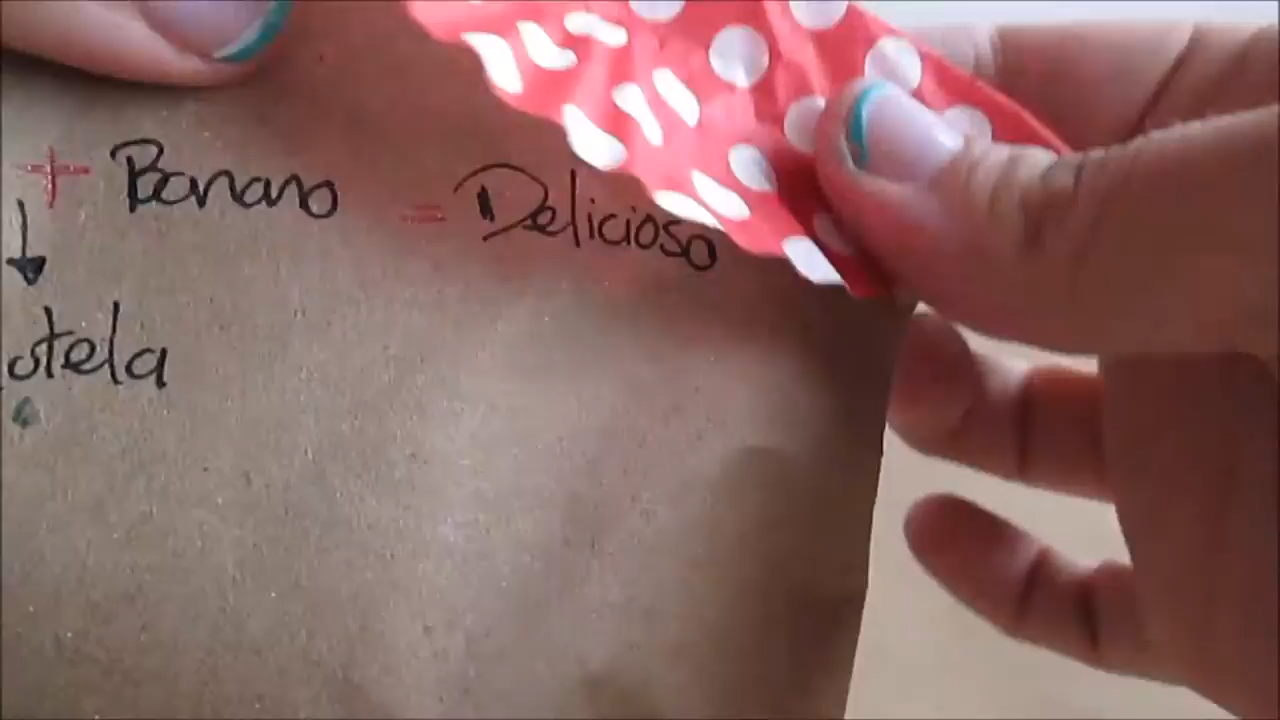 + Banano = Delicioso
otela